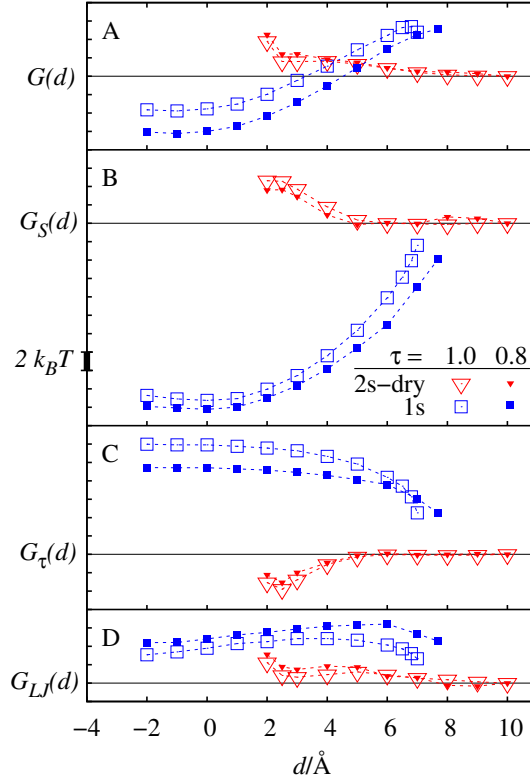 A
G(d)
B
G_S(d)
2 k_BT
τ = 1.0 0.8
2s−dry
1s
C
G_τ(d)
D
G_LJ(d)
−4 −2 0 2 4 6 8 10
d/Å